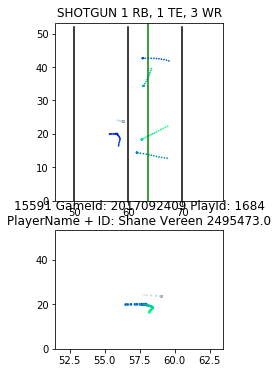 SHOTGUN 1 RB, 1 TE, 3 WR
50
40
30
20
10
0
50 60 70
15591 GameId: 2017092409 PlayId: 1684
PlayerName + ID: Shane Vereen 2495473.0
40
20
0
52.5 55.0 57.5 60.0 62.5